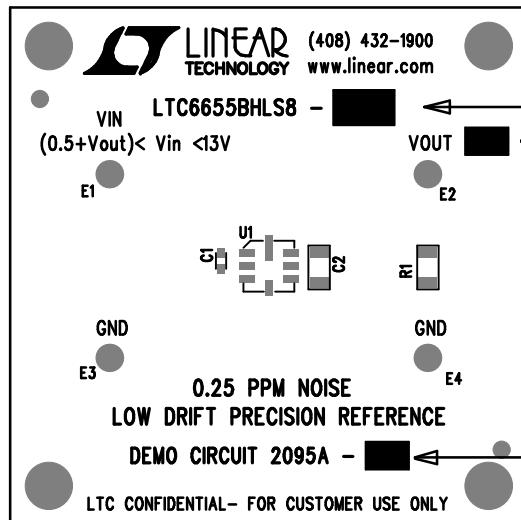 LINEAR
TECHNOLOGY
(408) 432-1900
www.linear.com
LTC6655BHLS8 -
VIN
(0.5+Vout)< Vin <13V
VOUT
E1
E2
U1
C1
C2
R1
GND
GND
E3
E4
0.25 PPM NOISE
LOW DRIFT PRECISION REFERENCE
DEMO CIRCUIT 2095A -
LTC CONFIDENTIAL- FOR CUSTOMER USE ONLY